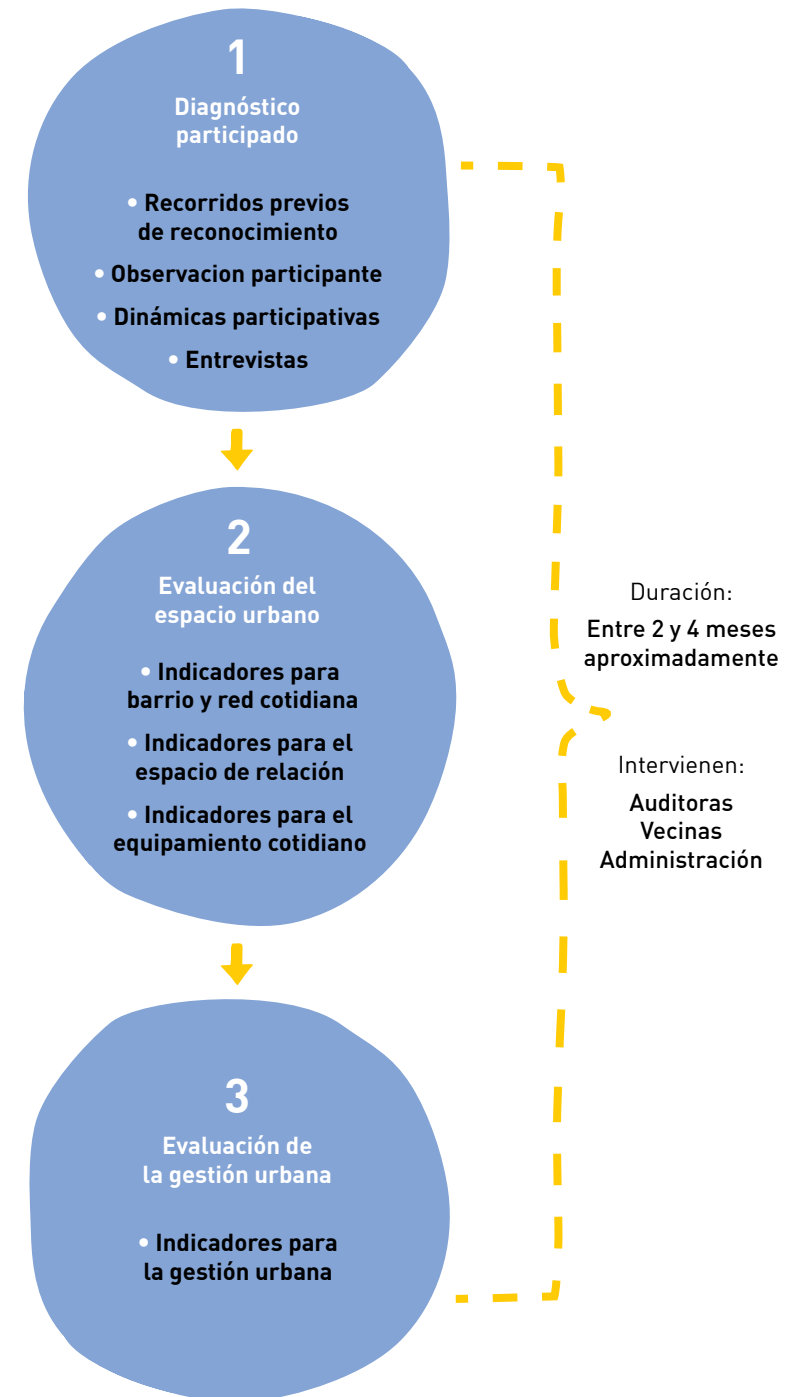 1
Diagnóstico
participado
• Recorridos previos
de reconocimiento
• Observacion participante
• Dinámicas participativas
• Entrevistas
2
Evaluación del
espacio urbano
• Indicadores para
barrio y red cotidiana
• Indicadores para el
espacio de relación
• Indicadores para el
equipamiento cotidiano
3
Evaluación de
la gestión urbana
• Indicadores para
la gestión urbana
Duración:
Entre 2 y 4 meses
aproximadamente
Intervienen:
Auditoras
Vecinas
Administración